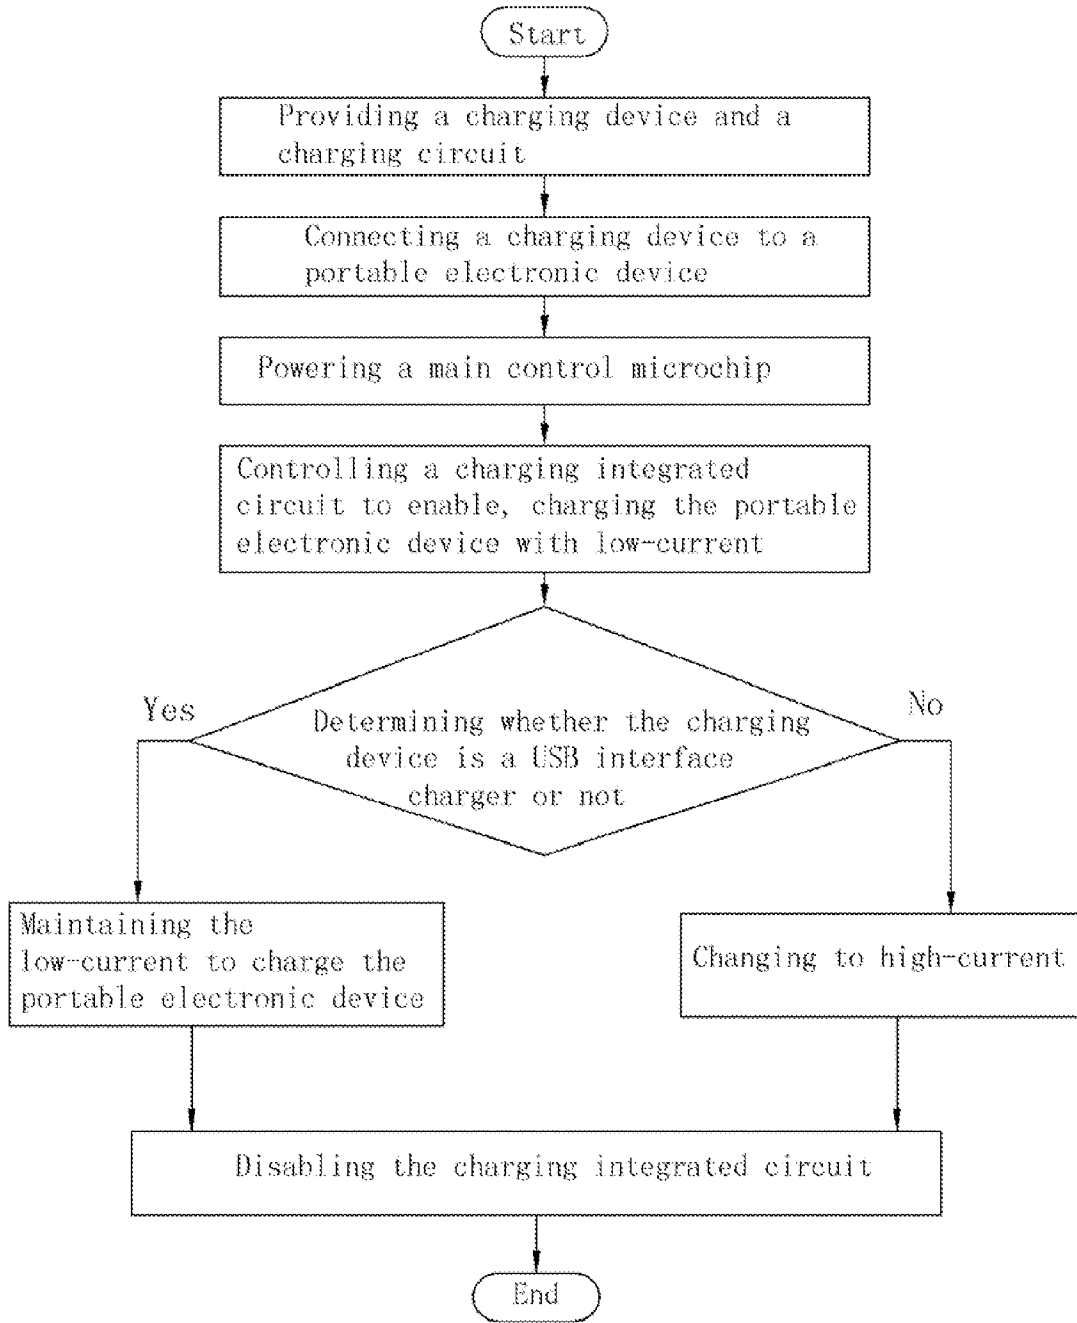 Start
Providing a charging device and a
charging circuit
Connecting a charging device to a
portable electronic device
Powering a main control microchip
Controlling a charging integrated
circuit to enable, charging the portable
electronic device with low-current
Yes
No
Determining whether the charging
device is a USB interface
charger or not
Maintaining the
low-current to charge the
portable electronic device
Changing to high-current
Disabling the charging integrated circuit
End